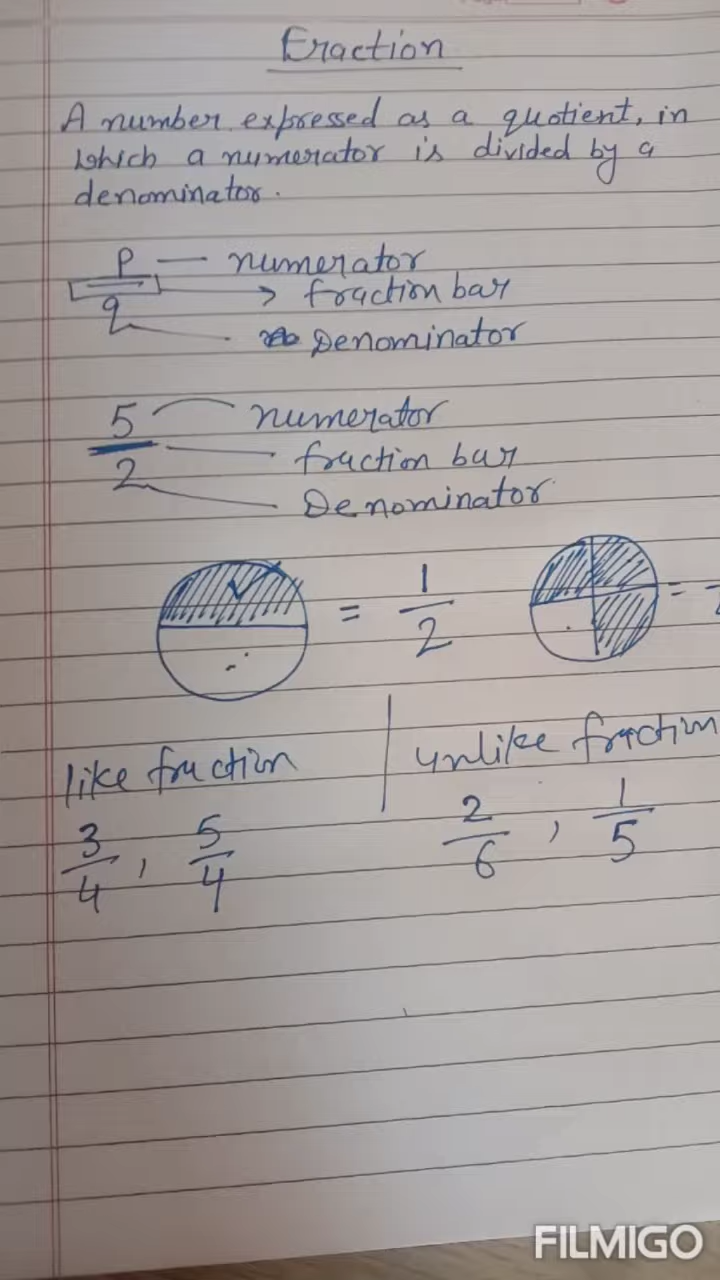 Fraction
A number expressed as a quotient, in
which a numerator is divided by a
denominator.
p — numerator
→ fraction bar
q Denominator
5 numerator
fraction bar
2 Denominator
= 1/2 =
like fraction | unlike fraction
3/4 , 5/4 2/6 , 1/5
FILMIGO